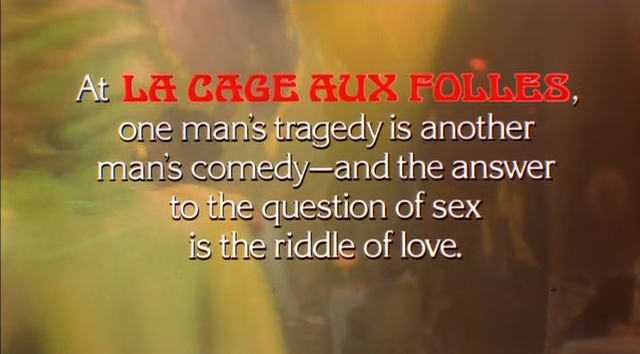 At LA CAGE AUX FOLLES,
one man's tragedy is another
man's comedy—and the answer
to the question of sex
is the riddle of love.